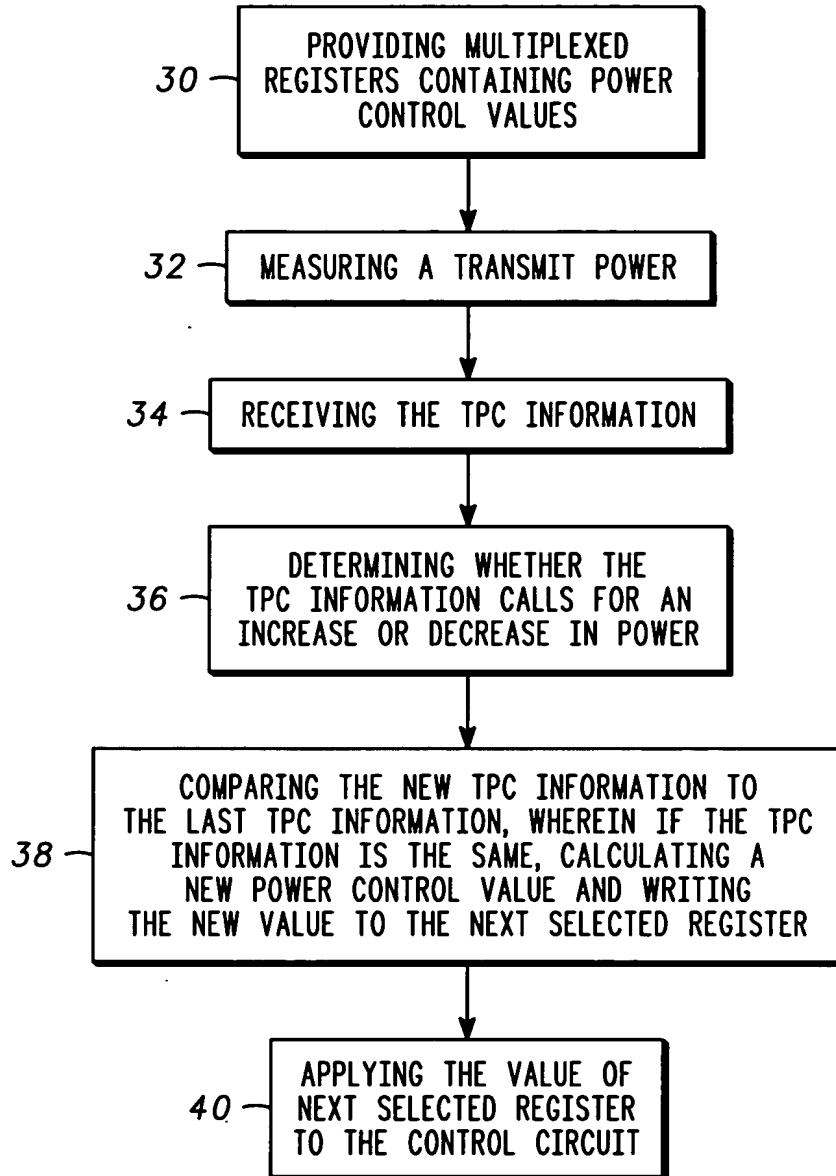 30
PROVIDING MULTIPLEXED
REGISTERS CONTAINING POWER
CONTROL VALUES
32
MEASURING A TRANSMIT POWER
34
RECEIVING THE TPC INFORMATION
36
DETERMINING WHETHER THE
TPC INFORMATION CALLS FOR AN
INCREASE OR DECREASE IN POWER
38
COMPARING THE NEW TPC INFORMATION TO
THE LAST TPC INFORMATION, WHEREIN IF THE TPC
INFORMATION IS THE SAME, CALCULATING A
NEW POWER CONTROL VALUE AND WRITING
THE NEW VALUE TO THE NEXT SELECTED REGISTER
40
APPLYING THE VALUE OF
NEXT SELECTED REGISTER
TO THE CONTROL CIRCUIT